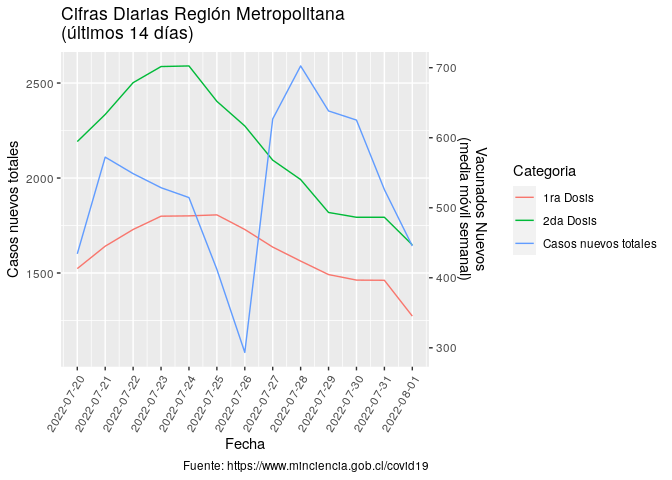 Cifras Diarias Región Metropolitana
(últimos 14 días)
2500
2000
1500
Casos nuevos totales
700
600
500
400
300
Vacunados Nuevos
(media móvil semanal)
Categoria
1ra Dosis
2da Dosis
Casos nuevos totales
2022-07-20
2022-07-21
2022-07-22
2022-07-23
2022-07-24
2022-07-25
2022-07-26
2022-07-27
2022-07-28
2022-07-29
2022-07-30
2022-07-31
2022-08-01
Fecha
Fuente: https://www.minciencia.gob.cl/covid19